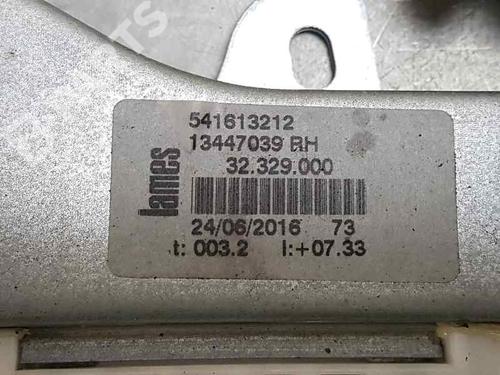 541613212
13447039 RH
32.329.000
lames
24/06/2016 73
t: 003.2 l:+07.33